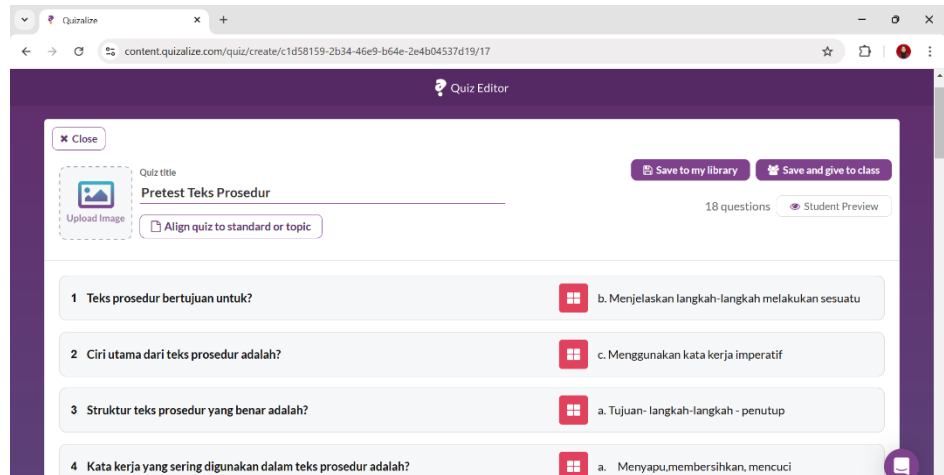 Quizalize
content.quizalize.com/quiz/create/c1d58159-2b34-46e9-b64e-2e4b04537d19/17
Quiz Editor
Close
Upload Image
Quiz title
Pretest Teks Prosedur
Align quiz to standard or topic
Save to my library
Save and give to class
18 questions
Student Preview
1 Teks prosedur bertujuan untuk?
b. Menjelaskan langkah-langkah melakukan sesuatu
2 Ciri utama dari teks prosedur adalah?
c. Menggunakan kata kerja imperatif
3 Struktur teks prosedur yang benar adalah?
a. Tujuan- langkah-langkah - penutup
4 Kata kerja yang sering digunakan dalam teks prosedur adalah?
a. Menyapu,membersihkan, mencuci